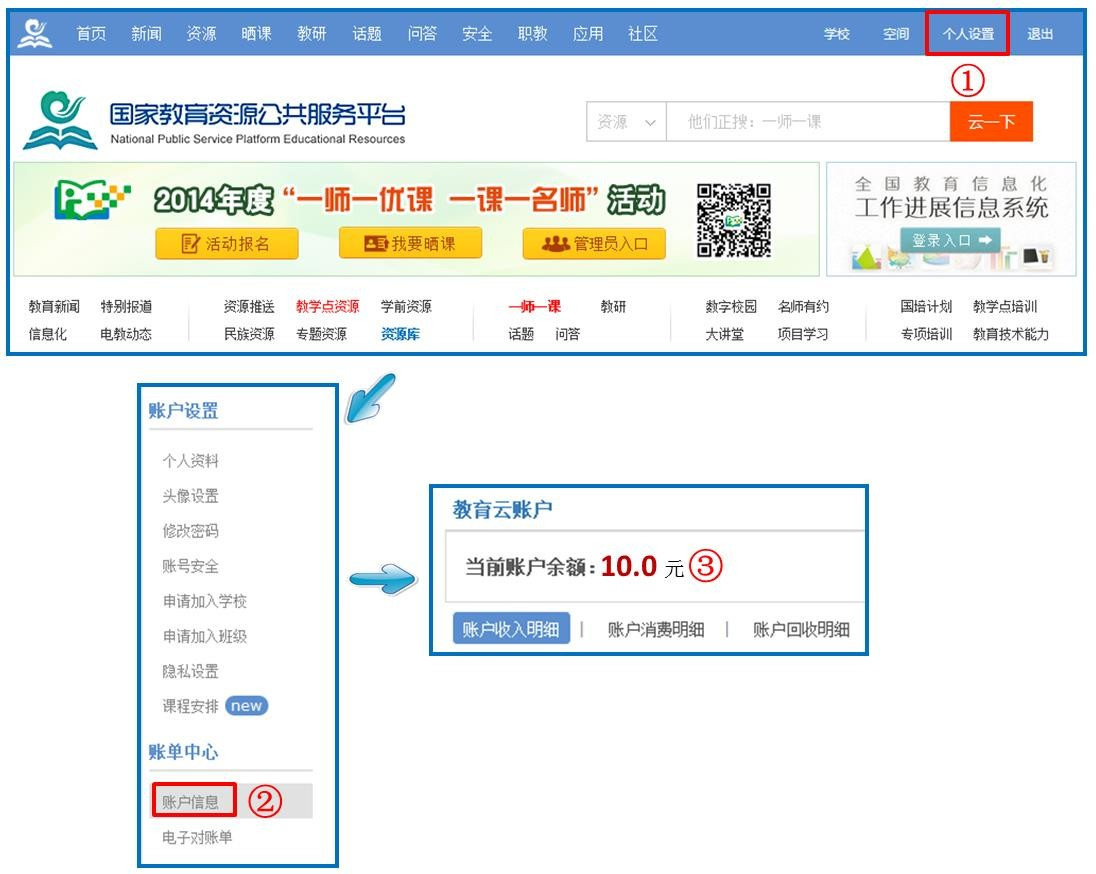 首页 新闻 资源 晒课 教研 话题 问答 安全 职教 应用 社区 学校 空间 个人设置 退出
①
国家教育资源公共服务平台
National Public Service Platform Educational Resources
资源 他们正搜：一师一课 云一下
2014年度“一师一优课 一课一名师”活动
活动报名 我要晒课 管理员入口
全国教育信息化
工作进展信息系统
登录入口
教育新闻 特别报道 资源推送 教学点资源 学前资源 一师一课 教研 数字校园 名师有约 国培计划 教学点培训
信息化 电教动态 民族资源 专题资源 资源库 话题 问答 大讲堂 项目学习 专项培训 教育技术能力
账户设置
个人资料
头像设置
修改密码
账号安全
申请加入学校
申请加入班级
隐私设置
课程安排 new
账单中心
账户信息 ②
电子对账单
教育云账户
当前账户余额：10.0 元 ③
账户收入明细 | 账户消费明细 | 账户回收明细